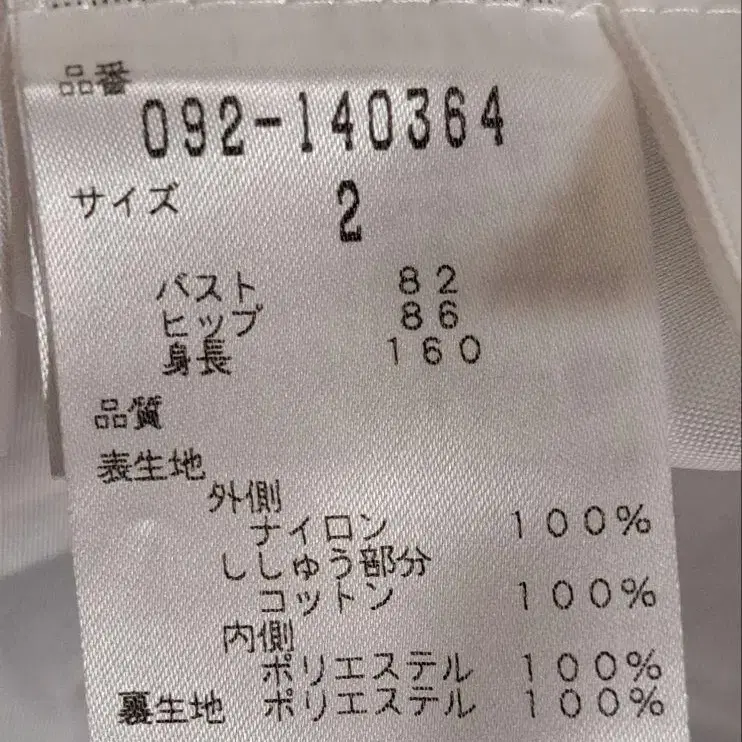 品番
092-140364
サイズ 2
バスト 82
ヒップ 86
身長 160
品質
表生地
外側
ナイロン 100%
ししゅう部分
コットン 100%
内側
ポリエステル 100%
裏生地 ポリエステル 100%